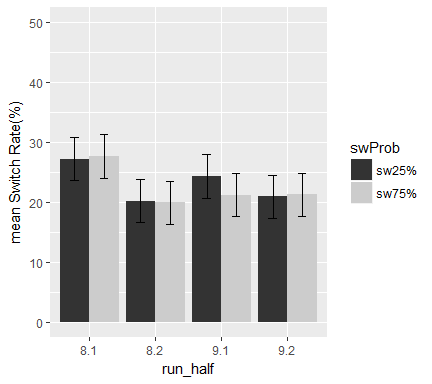 mean Switch Rate(%)
50
40
30
20
10
0
8.1 8.2 9.1 9.2
run_half
swProb
sw25%
sw75%